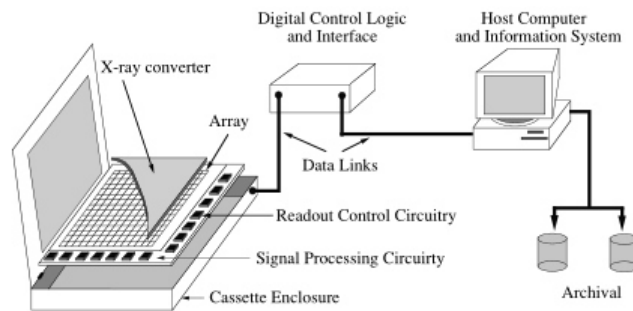 Digital Control Logic
and Interface
Host Computer
and Information System
X-ray converter
Array
Data Links
Readout Control Circuitry
Signal Processing Circuirty
Cassette Enclosure
Archival